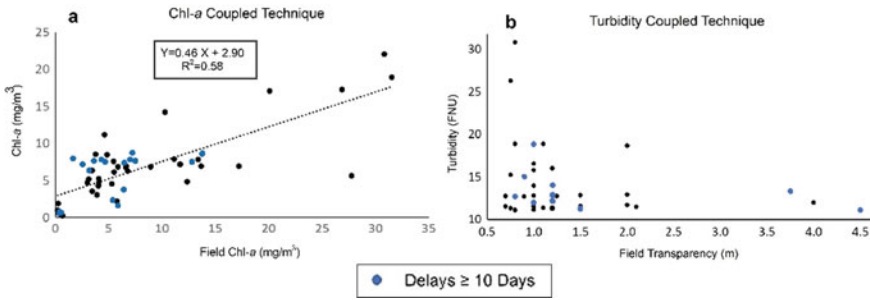 a
Chl-a Coupled Technique
Y=0.46 X + 2.90
R²=0.58
Chl-a (mg/m³)
25
20
15
10
5
0
0 5 10 15 20 25 30 35
Field Chl-a (mg/m³)
b
Turbidity Coupled Technique
Turbidity (FNU)
30
25
20
15
10
0.5 1.0 1.5 2.0 2.5 3.0 3.5 4.0 4.5
Field Transparency (m)
Delays ≥ 10 Days